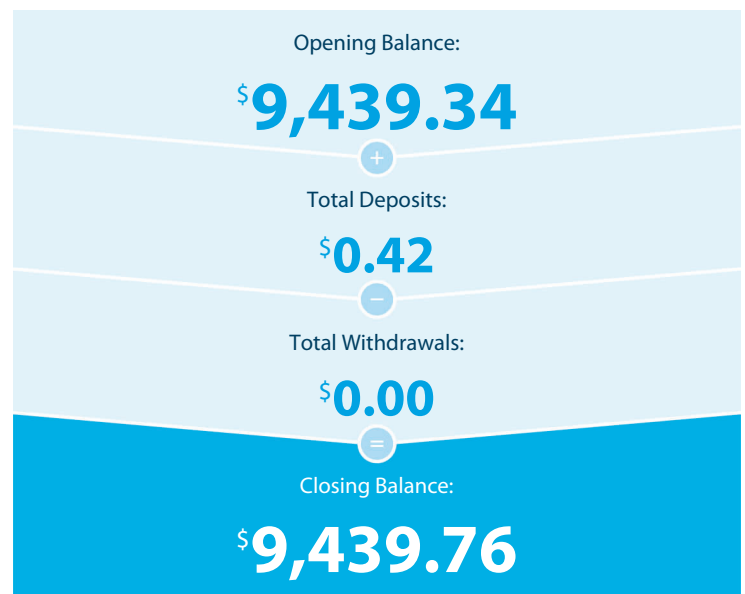 Opening Balance:
$9,439.34
+
Total Deposits:
$0.42
−
Total Withdrawals:
$0.00
=
Closing Balance:
$9,439.76